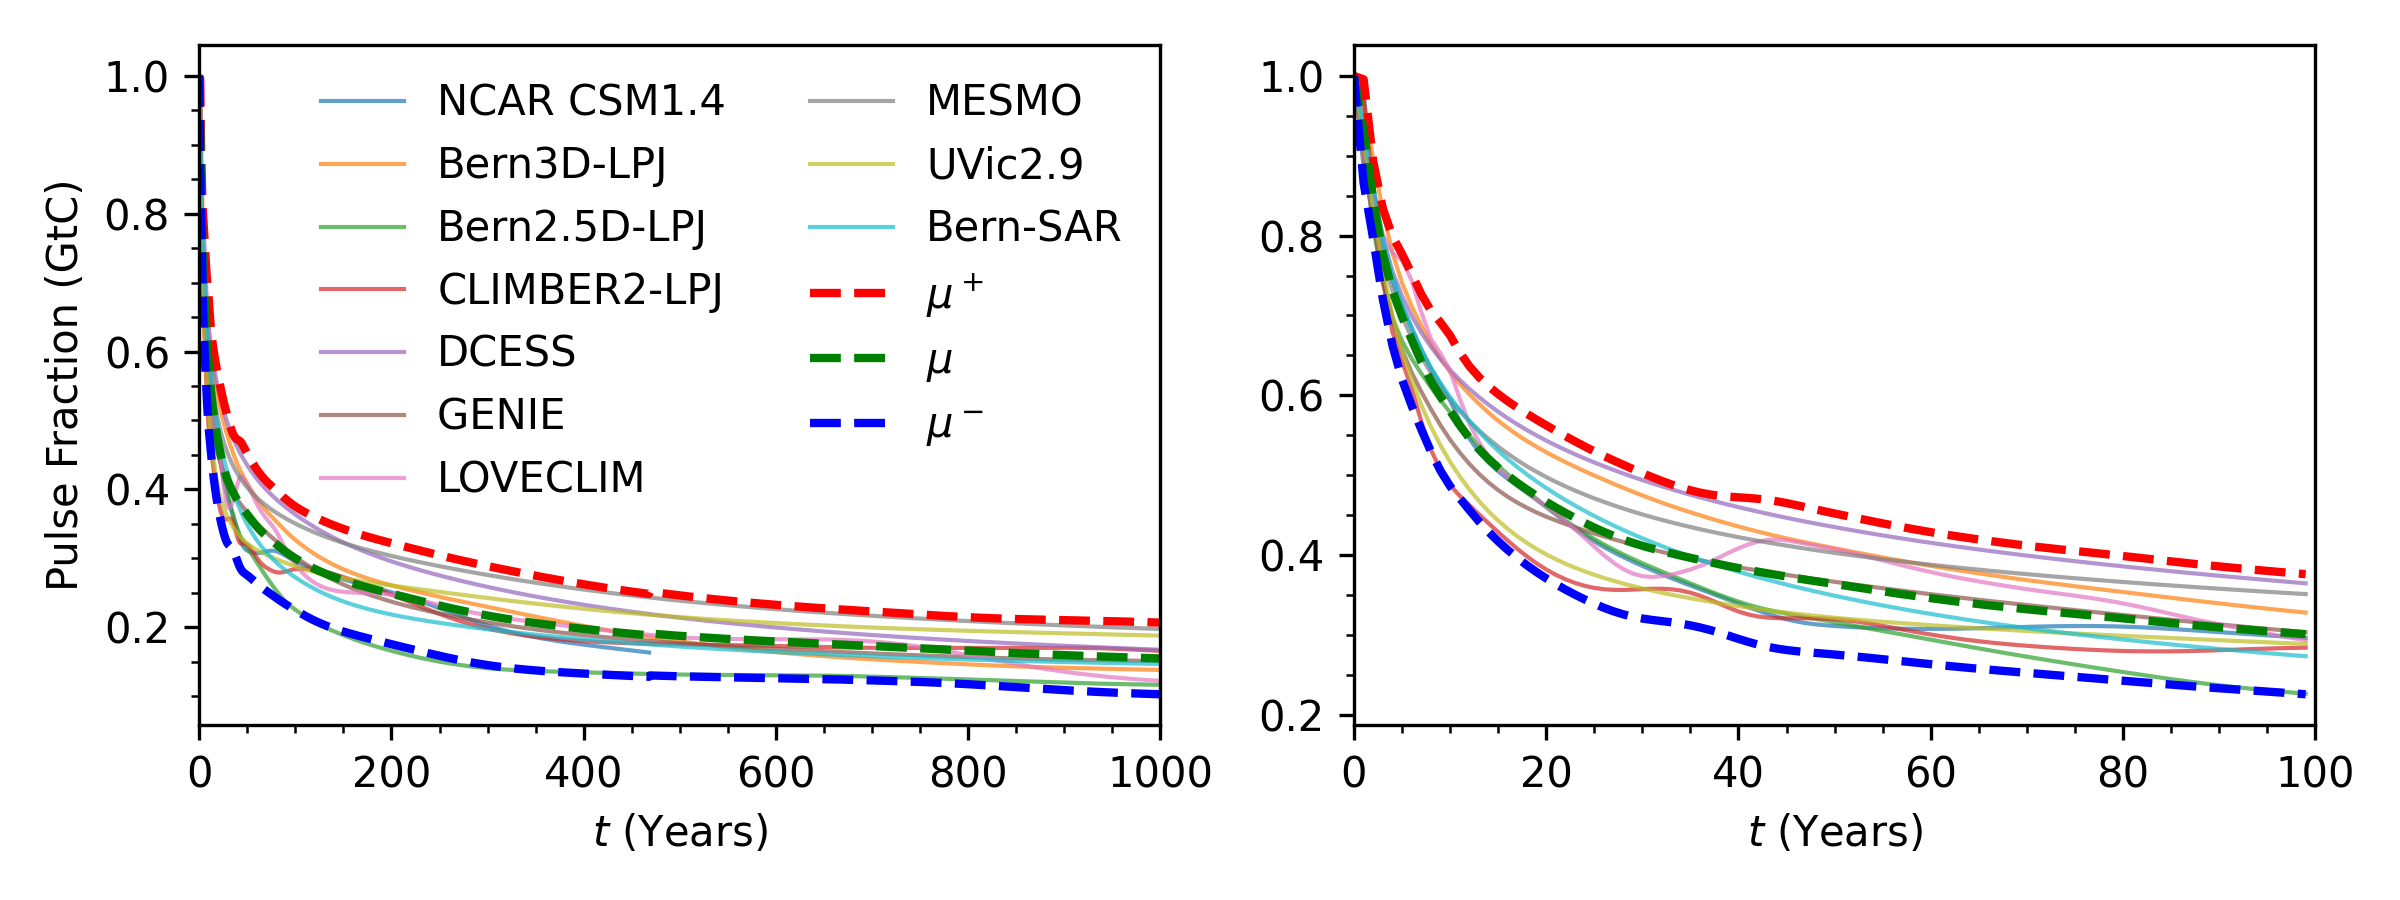 Pulse Fraction (GtC)
1.0
0.8
0.6
0.4
0.2
0 200 400 600 800 1000
t (Years)
NCAR CSM1.4
Bern3D-LPJ
Bern2.5D-LPJ
CLIMBER2-LPJ
DCESS
GENIE
LOVECLIM
MESMO
UVic2.9
Bern-SAR
μ⁺
μ
μ⁻
1.0
0.8
0.6
0.4
0.2
0 20 40 60 80 100
t (Years)